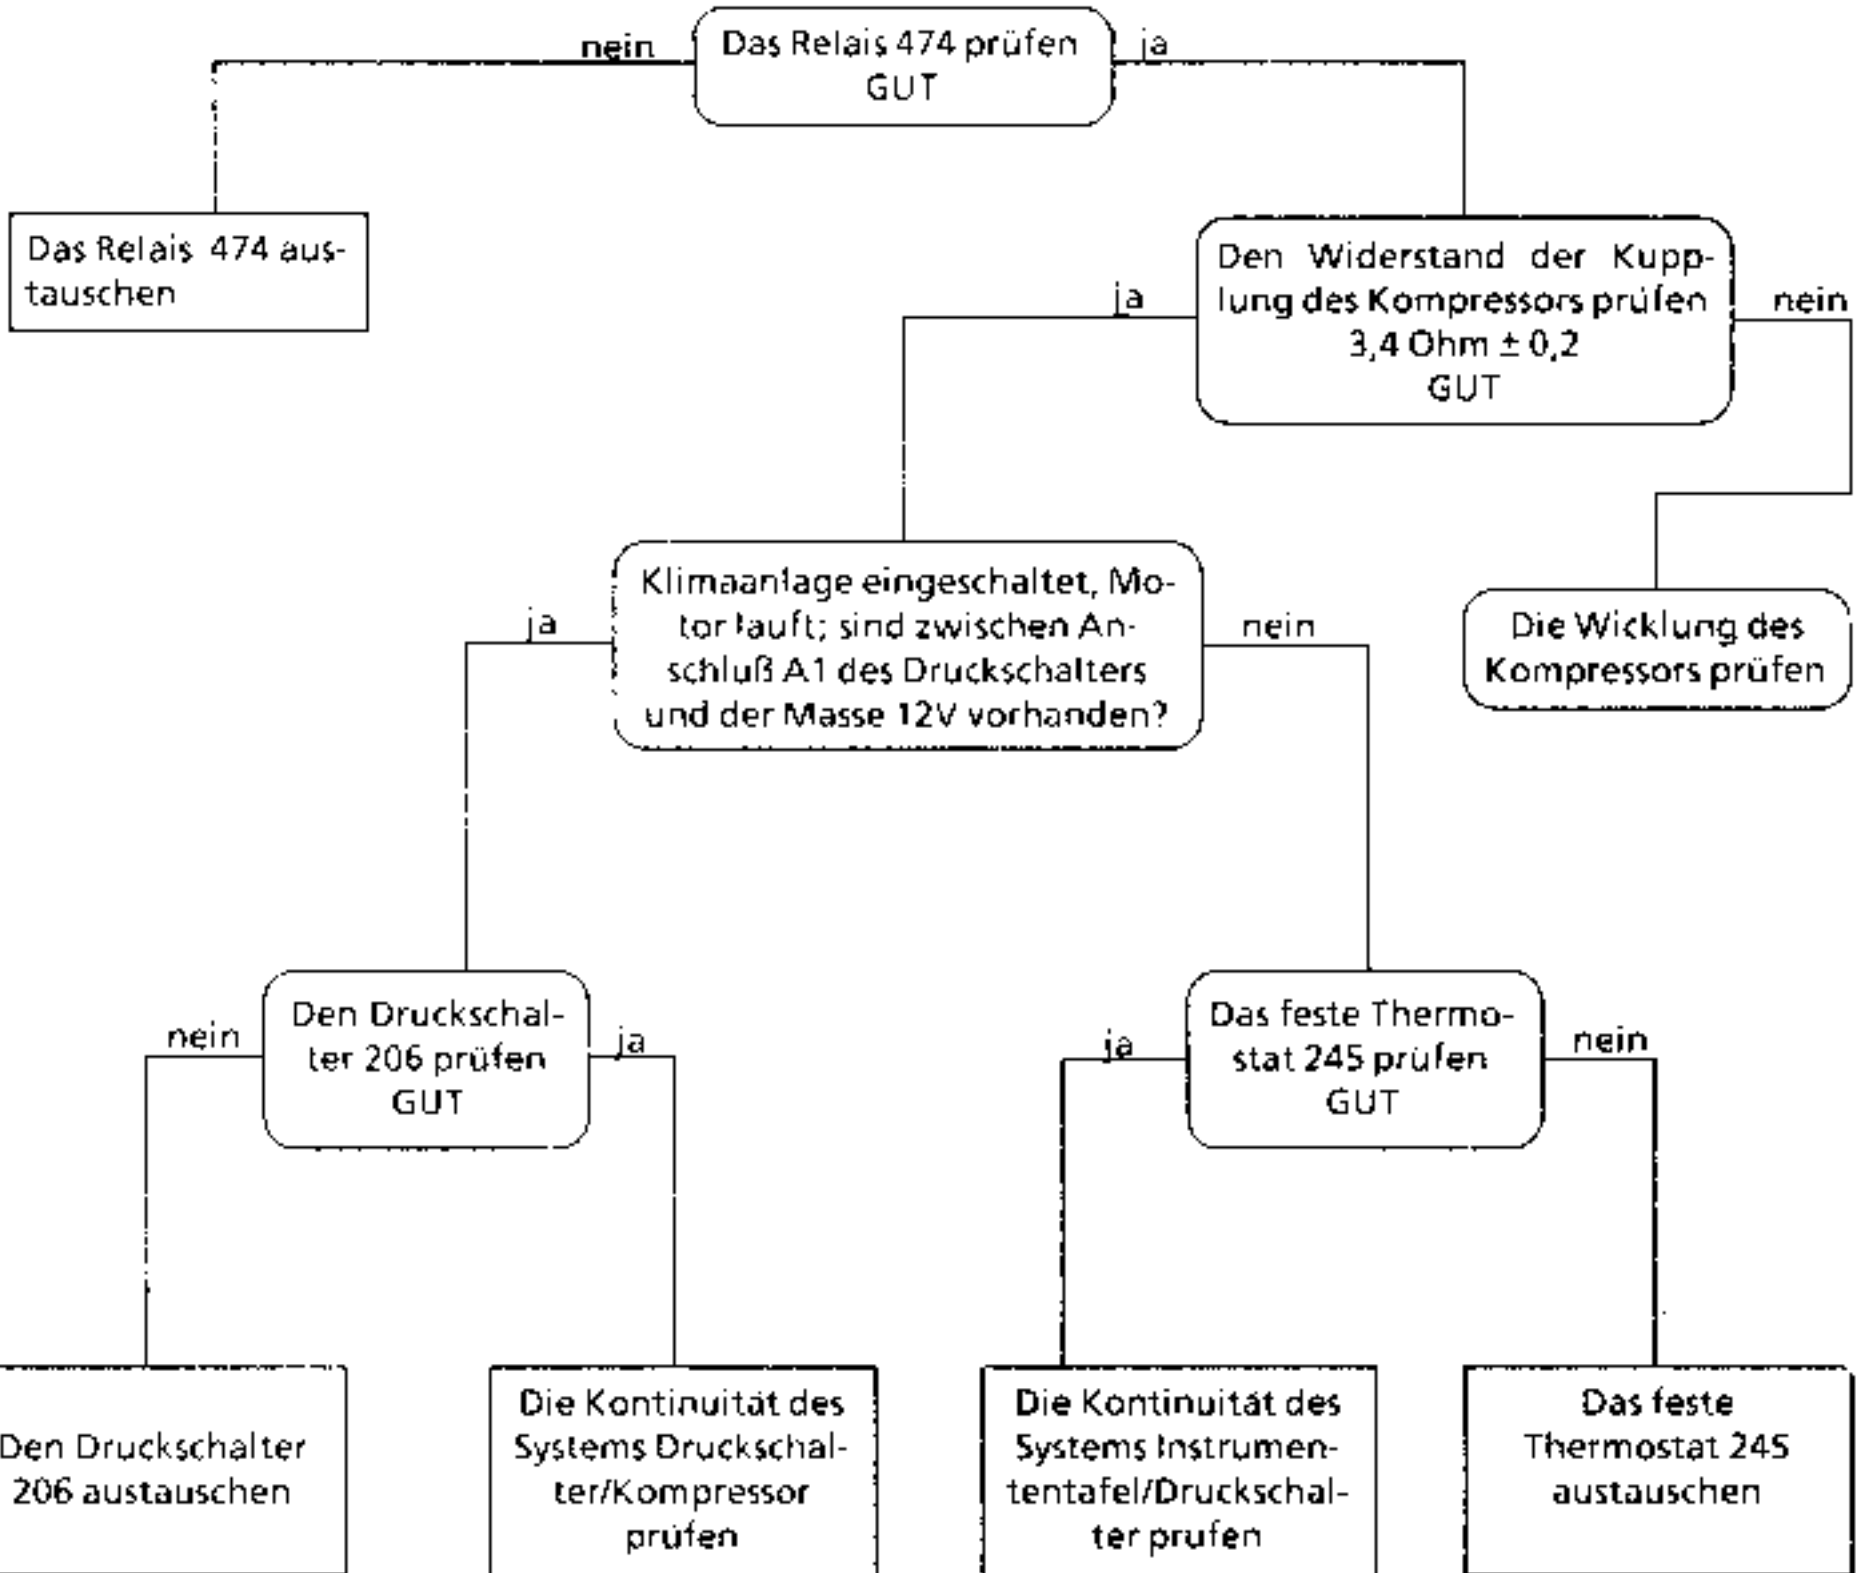 nein
Das Relais 474 prüfen
GUT
ja
Das Relais 474 aus-
tauschen
Den Widerstand der Kupp-
lung des Kompressors prüfen
3,4 Ohm ± 0,2
GUT
ja
nein
Klimaanlage eingeschaltet, Mo-
tor läuft; sind zwischen An-
schluß A1 des Druckschalters
und der Masse 12V vorhanden?
ja
nein
Die Wicklung des
Kompressors prüfen
Den Druckschal-
ter 206 prüfen
GUT
nein
ja
Das feste Thermo-
stat 245 prüfen
GUT
ja
nein
Den Druckschalter
206 austauschen
Die Kontinuität des
Systems Druckschal-
ter/Kompressor
prüfen
Die Kontinuität des
Systems Instrumen-
tentafel/Druckschal-
ter prufen
Das feste
Thermostat 245
austauschen